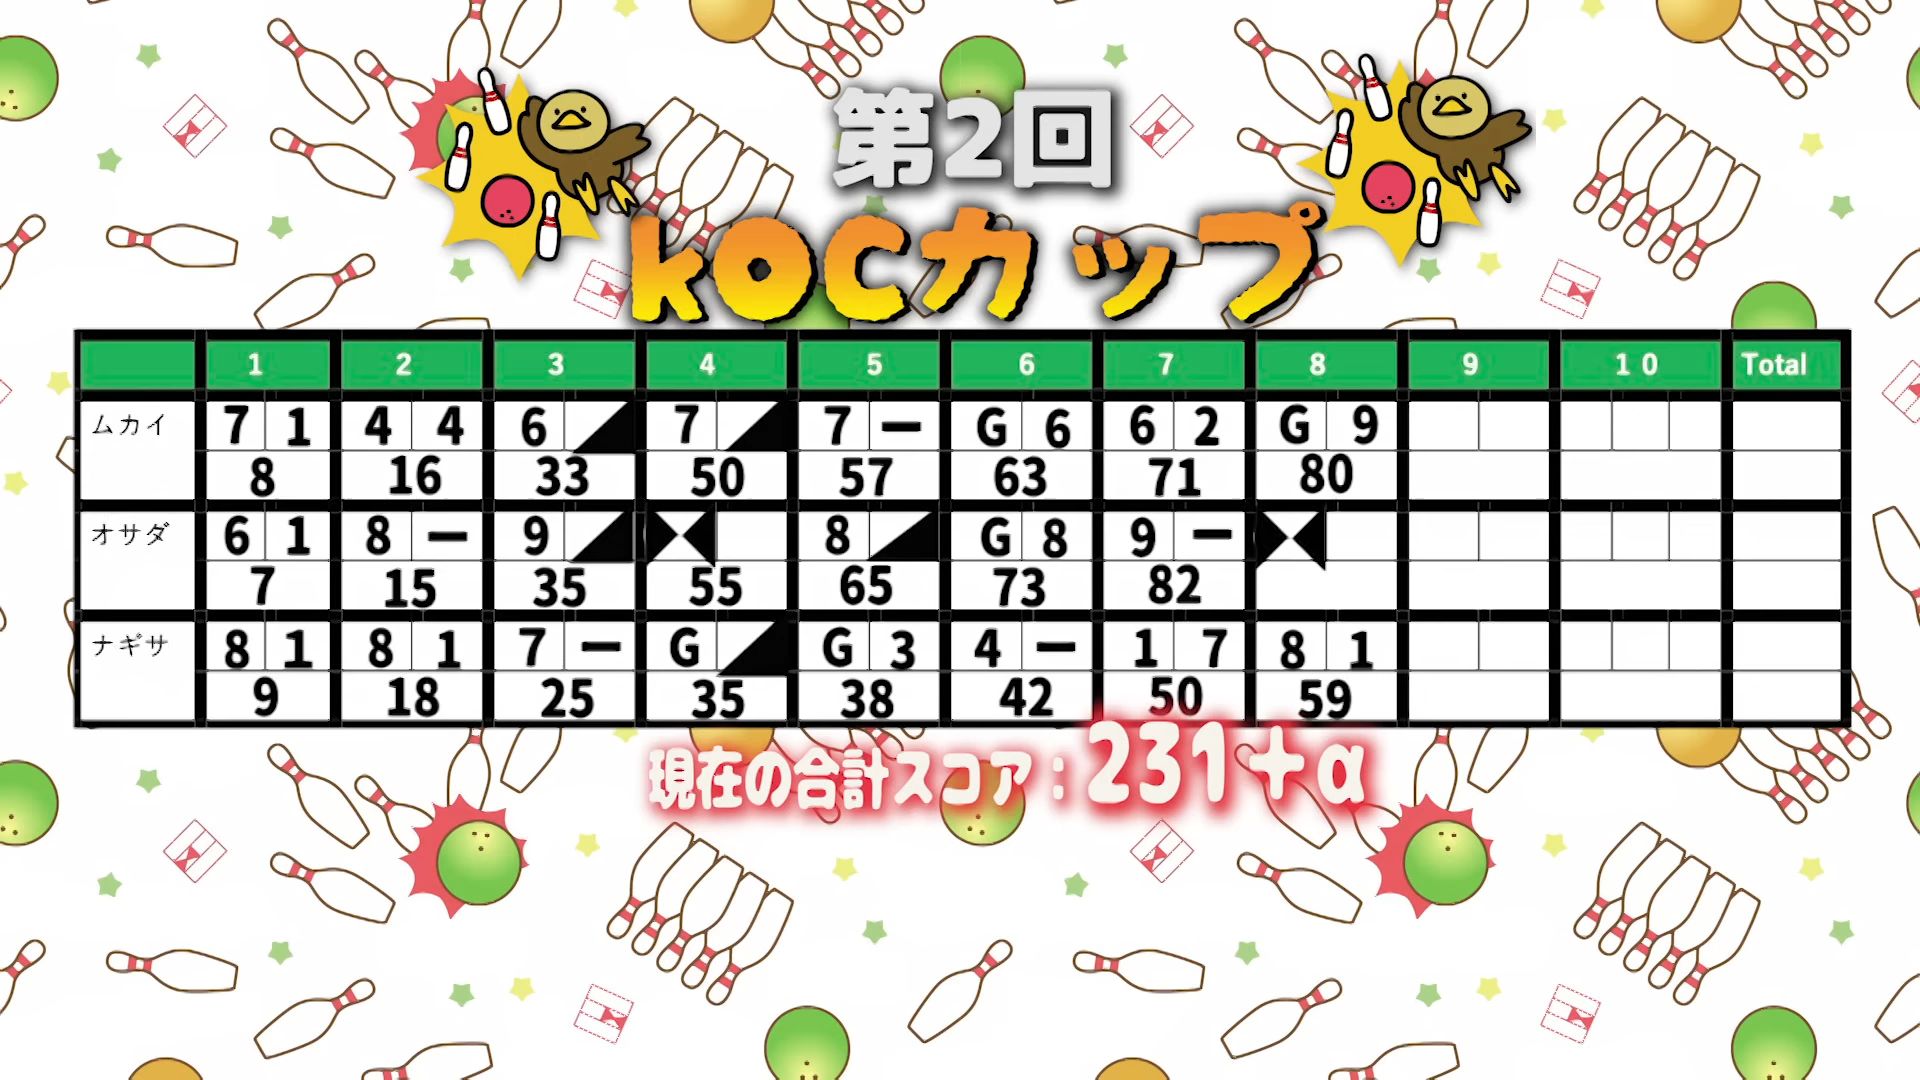 第2回
kOCカップ
1 2 3 4 5 6 7 8 9 10 Total
ムカイ 7 1 4 4 6 7 7 ー G 6 6 2 G 9
8 16 33 50 57 63 71 80
オサダ 6 1 8 ー 9 8 G 8 9 ー
7 15 35 55 65 73 82
ナギサ 8 1 8 1 7 ー G G 3 4 ー 1 7 8 1
9 18 25 35 38 42 50 59
現在の合計スコア:231+α